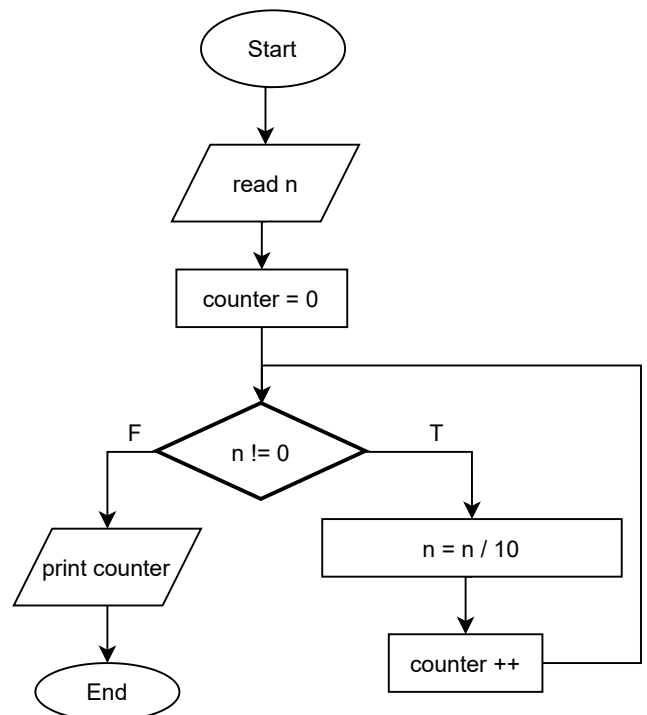 Start
read n
counter = 0
n != 0
F
T
n = n / 10
print counter
counter ++
End